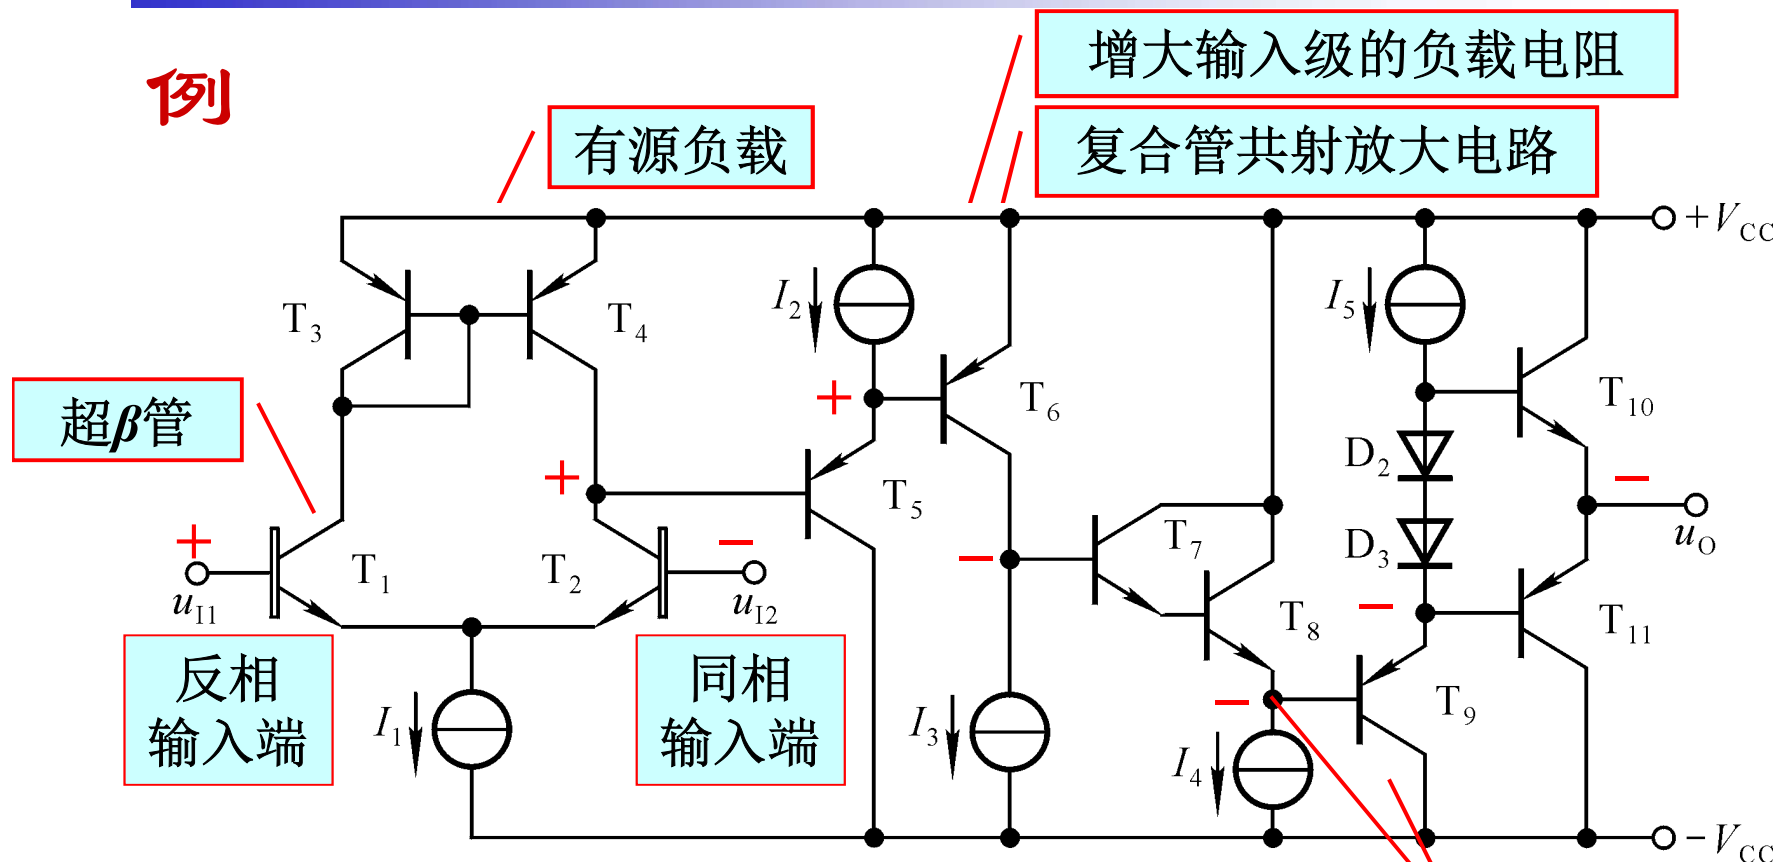 例
增大输入级的负载电阻
有源负载
复合管共射放大电路
+V_CC
T3
T4
I2
I5
T6
T10
超β管
D2
T5
D3
T7
uO
+
+
+
−
−
−
−
−
T1
T2
uI1
uI2
T8
T11
反相
输入端
同相
输入端
I1
I3
I4
T9
−V_CC